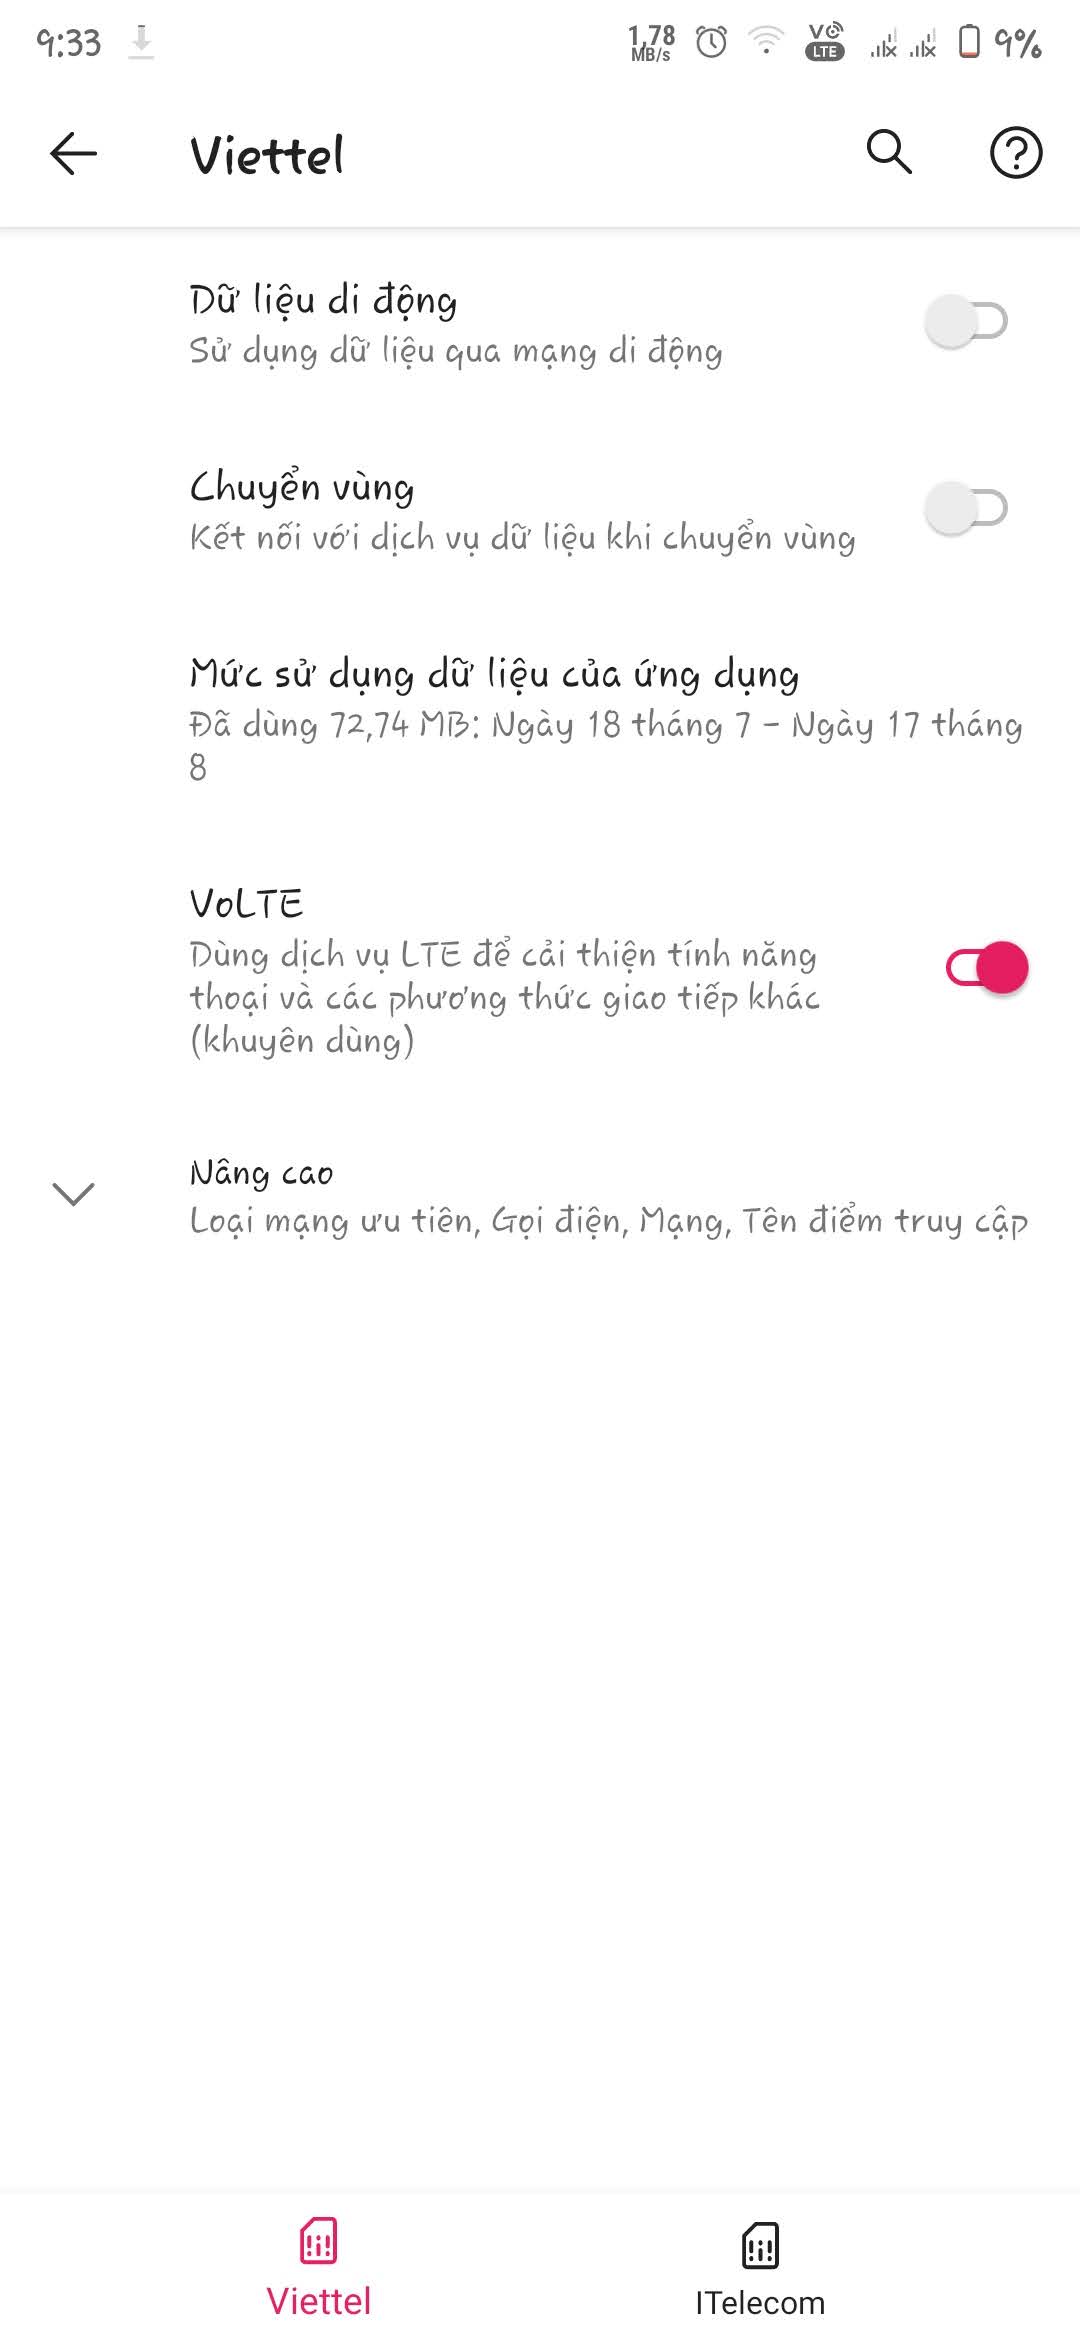 9:33
1,78
MB/s
VO
LTE
9%
Viettel
Dữ liệu di động
Sử dụng dữ liệu qua mạng di động
Chuyển vùng
Kết nối với dịch vụ dữ liệu khi chuyển vùng
Mức sử dụng dữ liệu của ứng dụng
Đã dùng 72,74 MB: Ngày 18 tháng 7 – Ngày 17 tháng
8
VoLTE
Dùng dịch vụ LTE để cải thiện tính năng
thoại và các phương thức giao tiếp khác
(khuyên dùng)
Nâng cao
Loại mạng ưu tiên, Gọi điện, Mạng, Tên điểm truy cập
Viettel
ITelecom